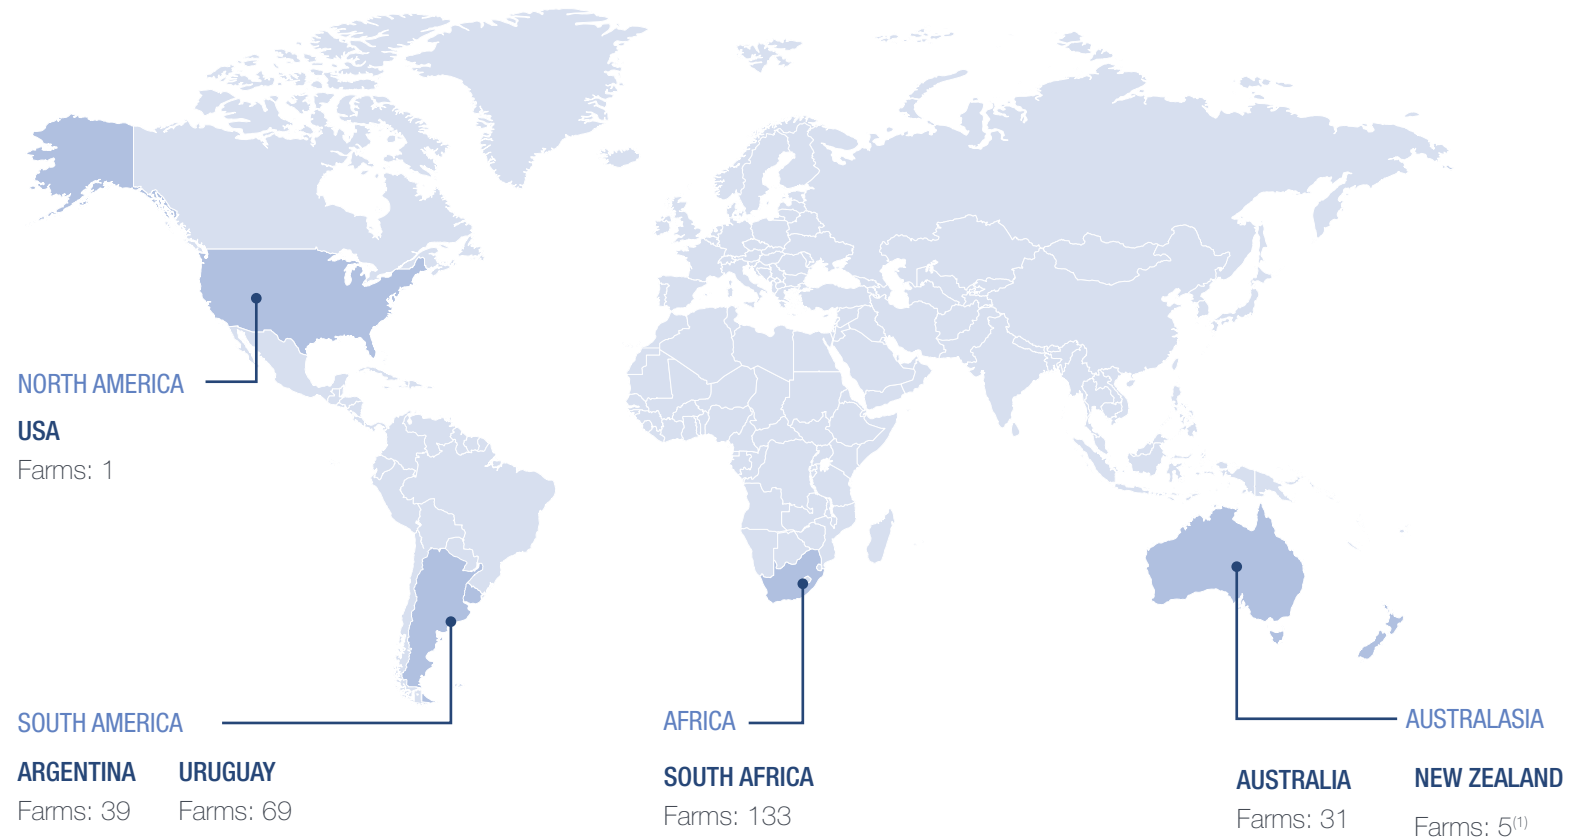 NORTH AMERICA
USA
Farms: 1
SOUTH AMERICA
ARGENTINA
Farms: 39
URUGUAY
Farms: 69
AFRICA
SOUTH AFRICA
Farms: 133
AUSTRALASIA
AUSTRALIA
Farms: 31
NEW ZEALAND
Farms: 5(1)